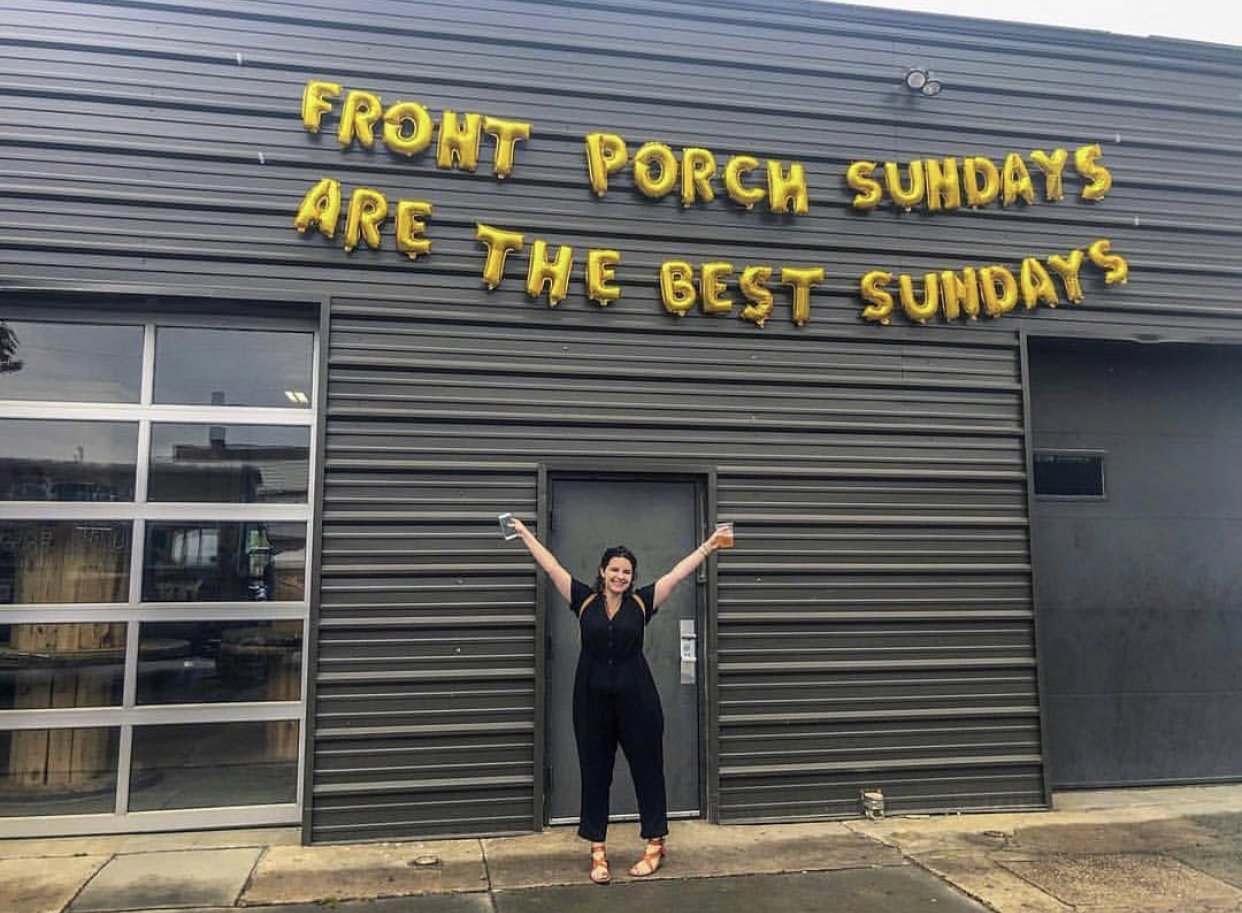 FRONT PORCH SUNDAYS
ARE THE BEST SUNDAYS